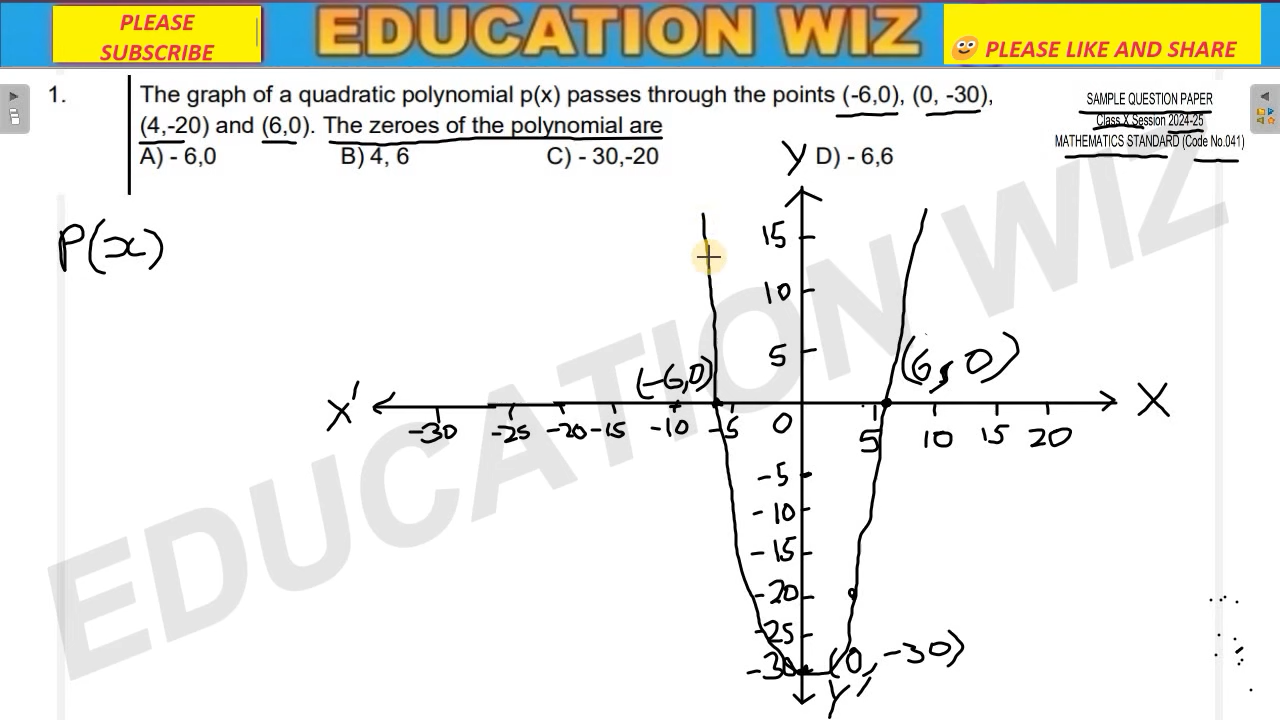 PLEASE
SUBSCRIBE
EDUCATION WIZ
PLEASE LIKE AND SHARE
1. The graph of a quadratic polynomial p(x) passes through the points (-6,0), (0, -30),
(4,-20) and (6,0). The zeroes of the polynomial are
A) - 6,0 B) 4, 6 C) - 30,-20 D) - 6,6
SAMPLE QUESTION PAPER
Class X Session 2024-25
MATHEMATICS STANDARD (Code No.041)
P(x)
Y
15
10
5
(-6,0)
(6, 0)
X'
X
-30 -25 -20 -15 -10 -5 0 5 10 15 20
-5
-10
-15
-20
-25
-30
(0, -30)
Y'
EDUCATION WIZ